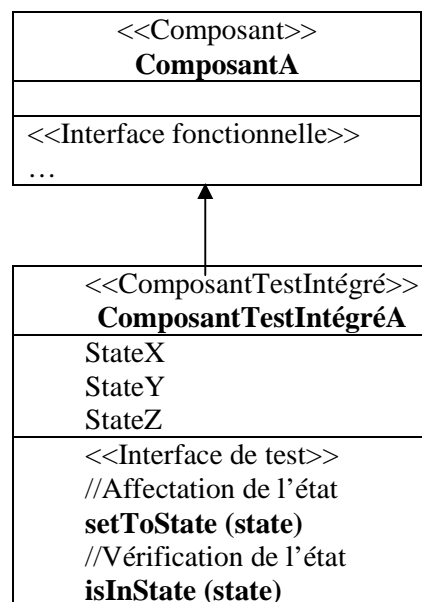 <<Composant>>
ComposantA
<<Interface fonctionnelle>>
…
<<ComposantTestIntégré>>
ComposantTestIntégréA
StateX
StateY
StateZ
<<Interface de test>>
//Affectation de l’état
setToState (state)
//Vérification de l’état
isInState (state)